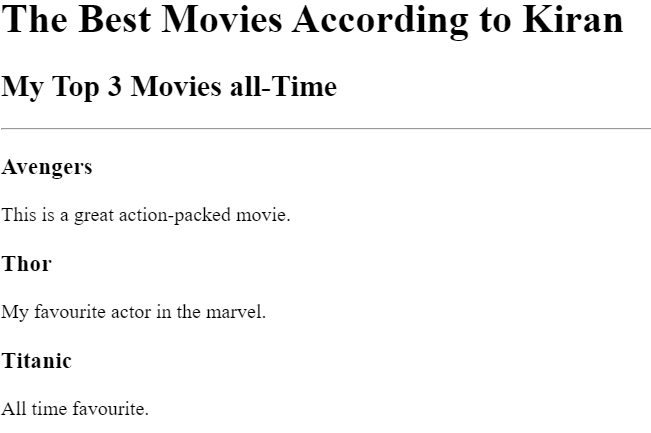 The Best Movies According to Kiran
My Top 3 Movies all-Time
Avengers
This is a great action-packed movie.
Thor
My favourite actor in the marvel.
Titanic
All time favourite.